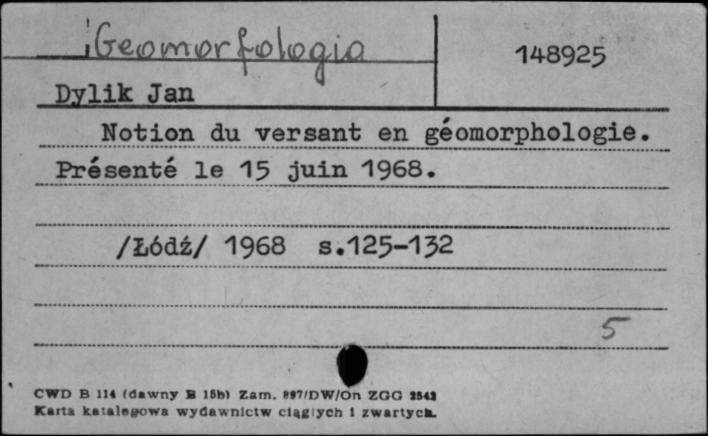 Geomorfologia
148925
Dylik Jan
Notion du versant en géomorphologie.
Présenté le 15 juin 1968.
/Łódź/ 1968 s.125-132
5
CWD B 114 (dawny B 15b) Zam. 897/DW/On ZGG 2542
Karta katalogowa wydawnictw ciągłych i zwartych.